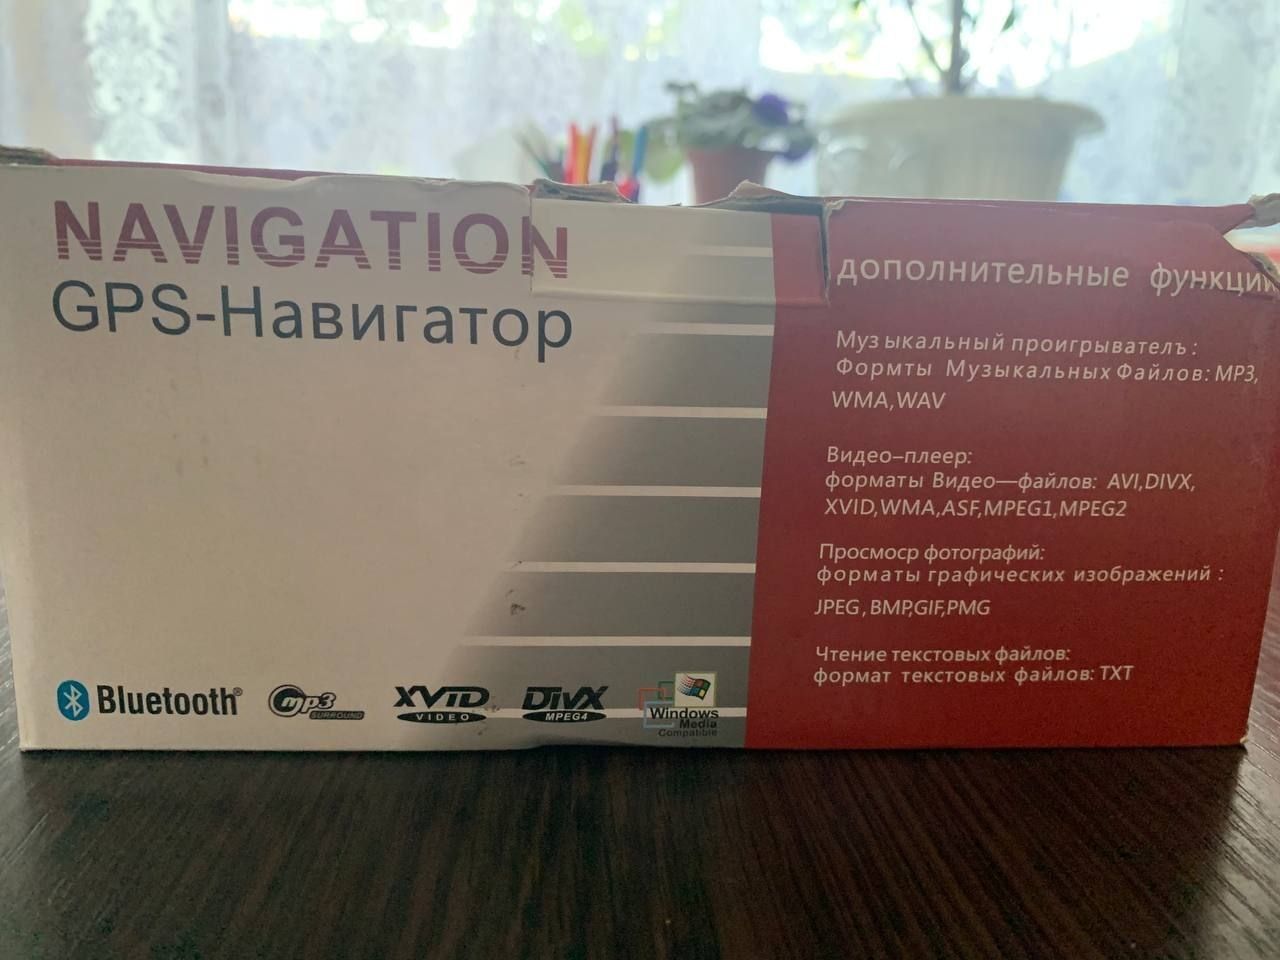 NAVIGATION
GPS-Навигатор
Bluetooth®
mp3 SURROUND
XVID VIDEO
DIVX MPEG4
Windows
Media
Compatible
дополнительные функции
Музыкальный проигрывателъ:
Формты Музыкальных Файлов: MP3,
WMA,WAV
Видео–плеер:
форматы Видео—файлов: AVI,DIVX,
XVID,WMA,ASF,MPEG1,MPEG2
Просмоср фотографий:
форматы графических изображений :
JPEG,BMP,GIF,PMG
Чтение текстовых файлов:
формат текстовых файлов: TXT